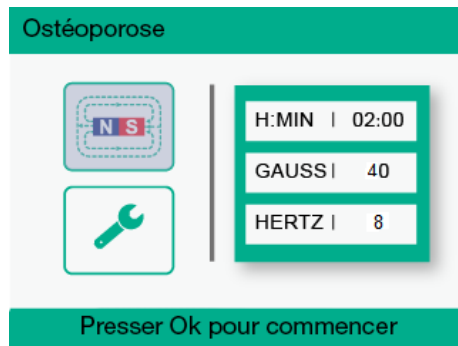 Ostéoporose
N S
H:MIN | 02:00
GAUSS | 40
HERTZ | 8
Presser Ok pour commencer